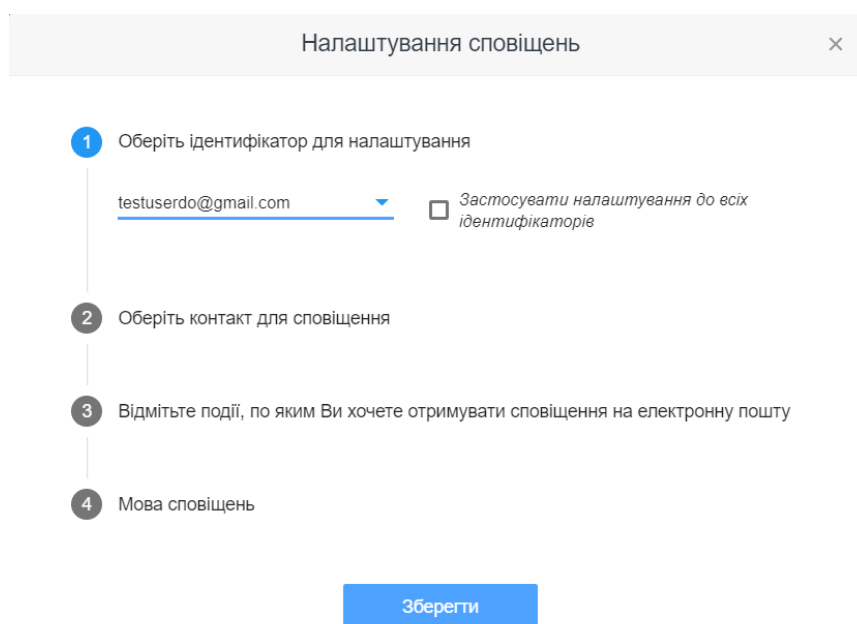 Налаштування сповіщень
1 Оберіть ідентифікатор для налаштування
testuserdo@gmail.com
Застосувати налаштування до всіх
ідентифікаторів
2 Оберіть контакт для сповіщення
3 Відмітьте події, по яким Ви хочете отримувати сповіщення на електронну пошту
4 Мова сповіщень
Зберегти